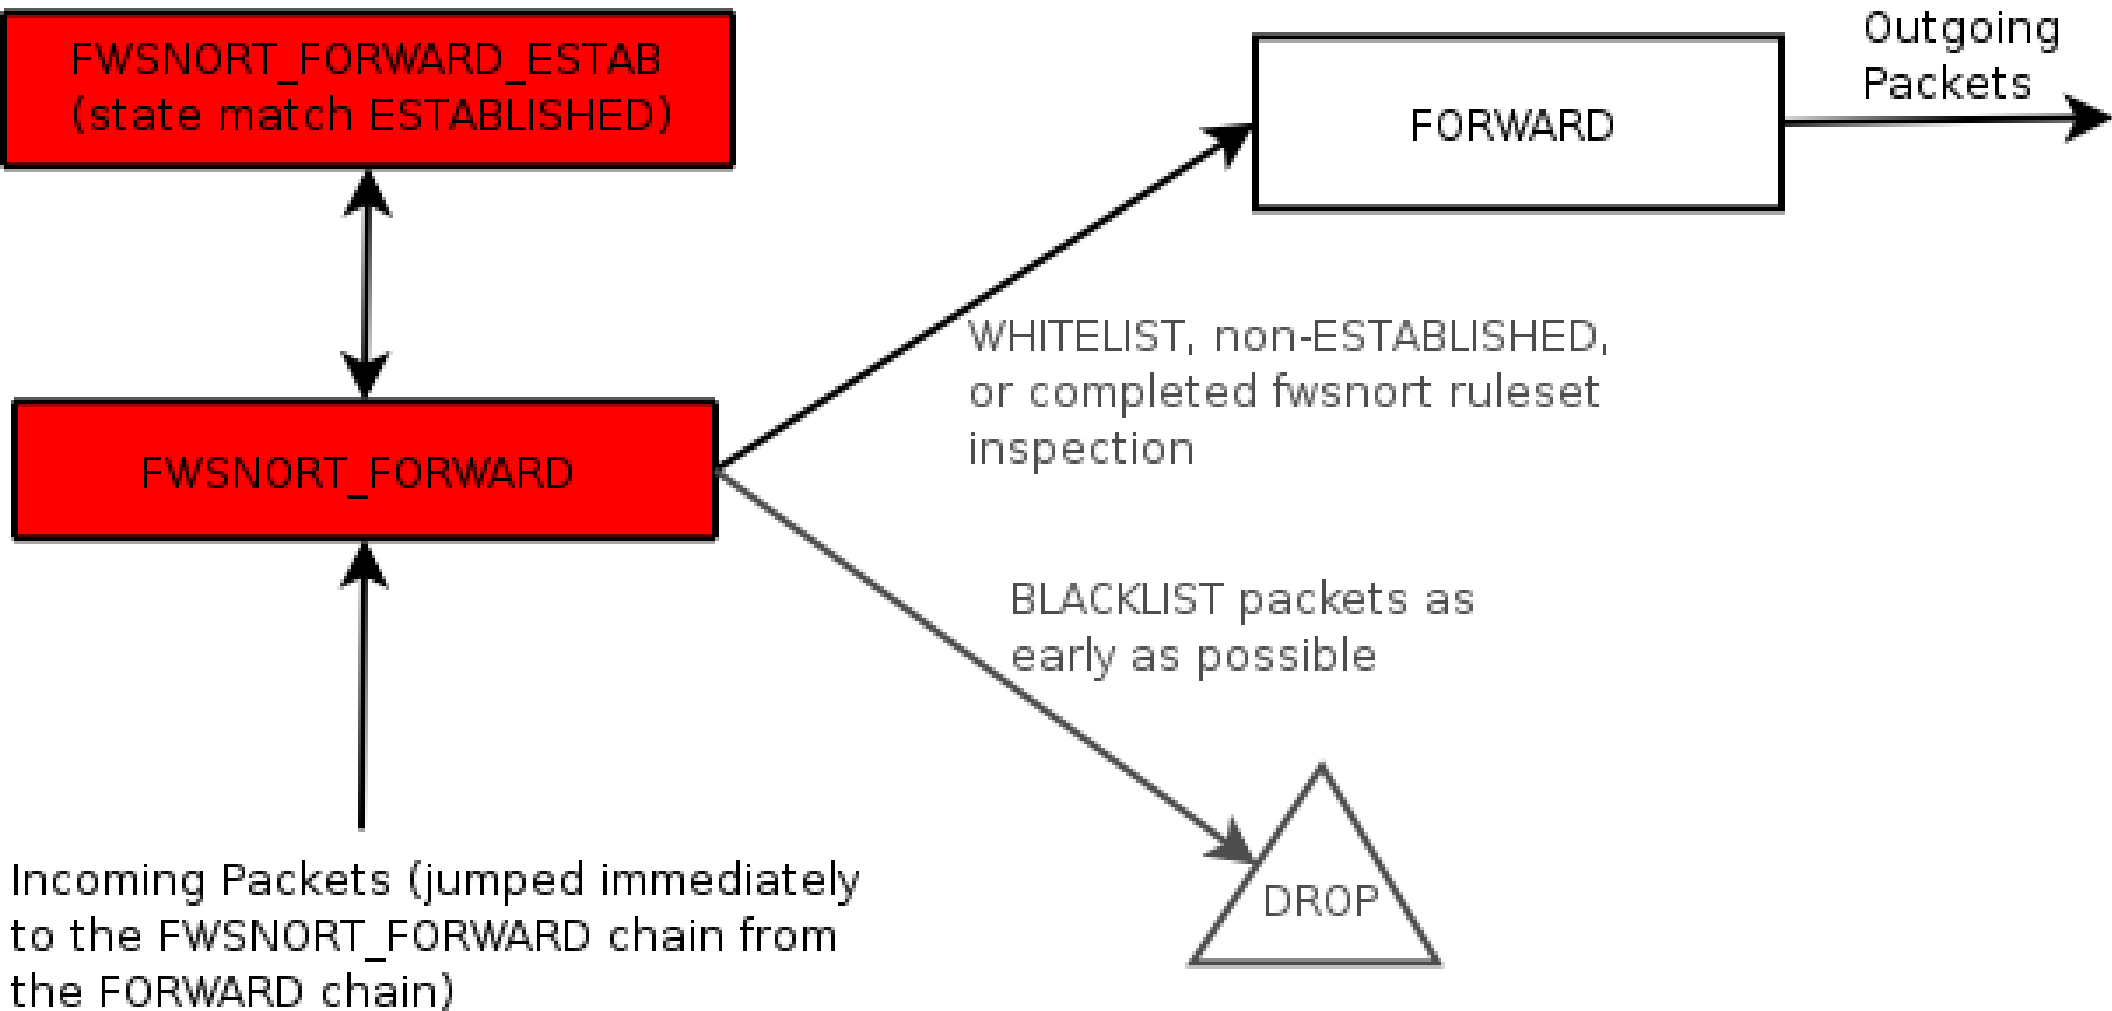 FWSNORT_FORWARD_ESTAB
(state match ESTABLISHED)
Outgoing
Packets
FORWARD
WHITELIST, non-ESTABLISHED,
or completed fwsnort ruleset
inspection
FWSNORT_FORWARD
BLACKLIST packets as
early as possible
DROP
Incoming Packets (jumped immediately
to the FWSNORT_FORWARD chain from
the FORWARD chain)